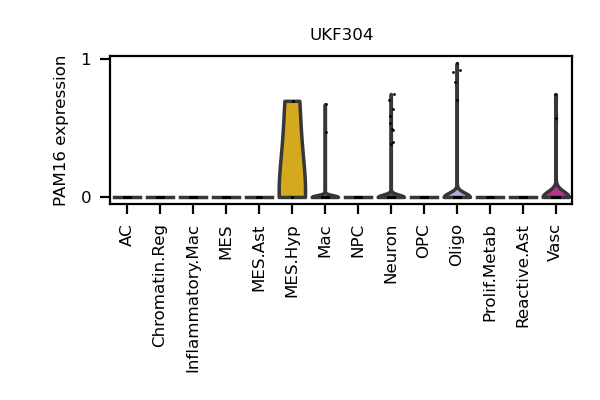 UKF304
PAM16 expression
1
0
AC
Chromatin.Reg
Inflammatory.Mac
MES
MES.Ast
MES.Hyp
Mac
NPC
Neuron
OPC
Oligo
Prolif.Metab
Reactive.Ast
Vasc